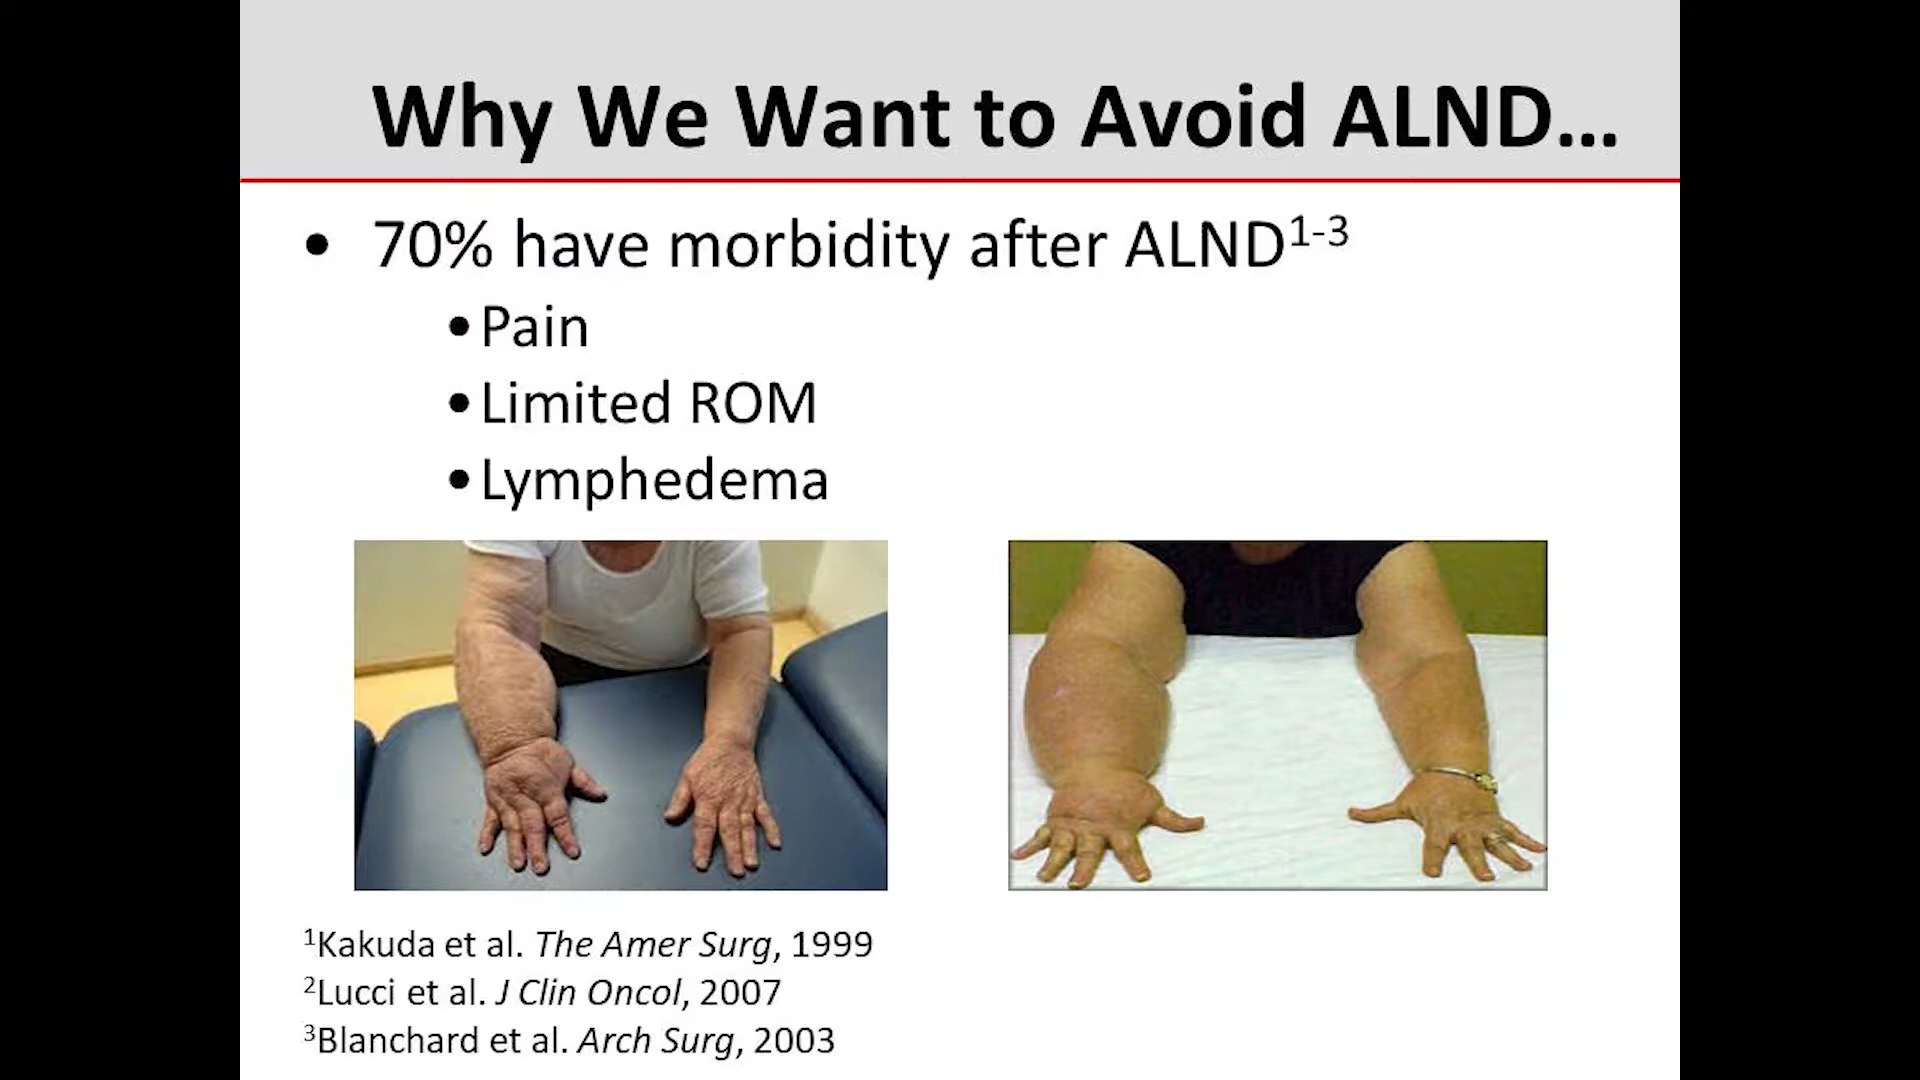 Why We Want to Avoid ALND...
• 70% have morbidity after ALND¹⁻³
• Pain
• Limited ROM
• Lymphedema
¹Kakuda et al. The Amer Surg, 1999
²Lucci et al. J Clin Oncol, 2007
³Blanchard et al. Arch Surg, 2003